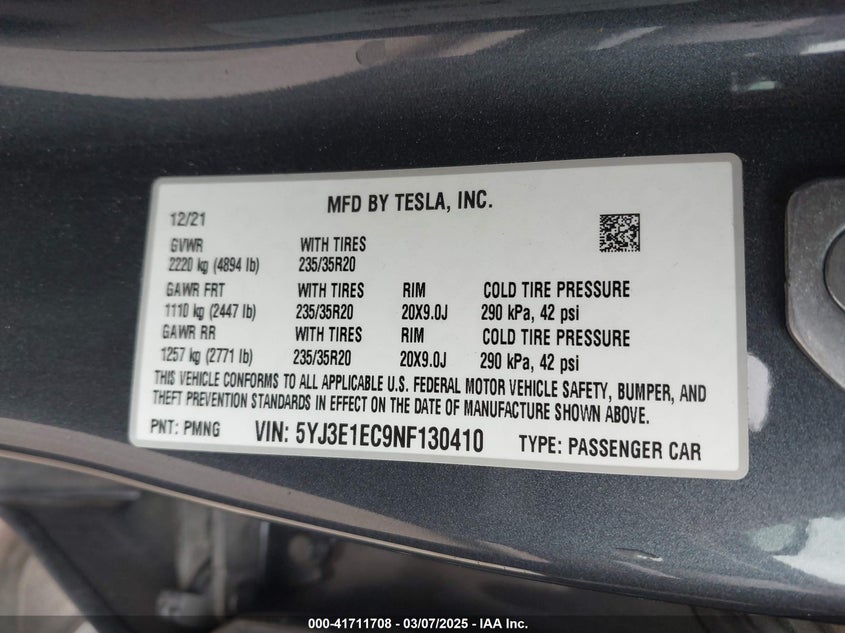 MFD BY TESLA, INC.
12/21
GVWR WITH TIRES
2220 kg (4894 lb) 235/35R20
GAWR FRT WITH TIRES RIM COLD TIRE PRESSURE
1110 kg (2447 lb) 235/35R20 20X9.0J 290 kPa, 42 psi
GAWR RR WITH TIRES RIM COLD TIRE PRESSURE
1257 kg (2771 lb) 235/35R20 20X9.0J 290 kPa, 42 psi
THIS VEHICLE CONFORMS TO ALL APPLICABLE U.S. FEDERAL MOTOR VEHICLE SAFETY, BUMPER, AND
THEFT PREVENTION STANDARDS IN EFFECT ON THE DATE OF MANUFACTURE SHOWN ABOVE.
PNT: PMNG VIN: 5YJ3E1EC9NF130410 TYPE: PASSENGER CAR
000-41711708 - 03/07/2025 - IAA Inc.